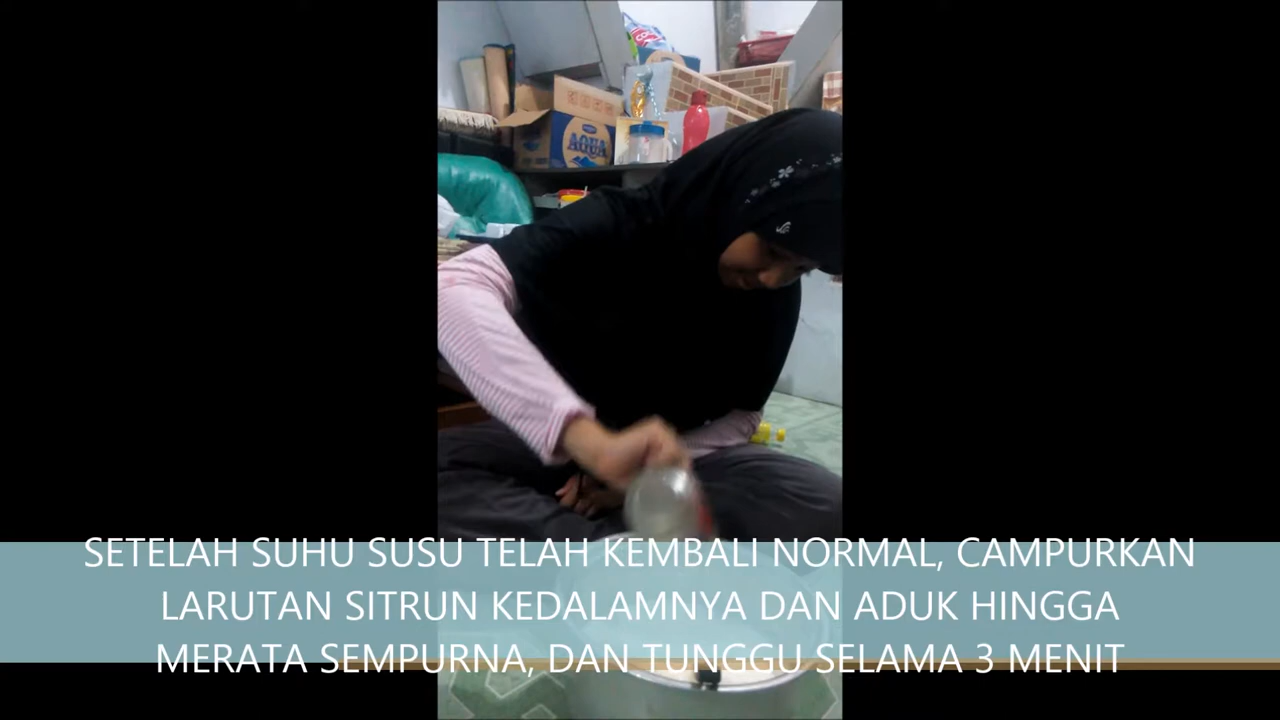 AQUA
SETELAH SUHU SUSU TELAH KEMBALI NORMAL, CAMPURKAN
LARUTAN SITRUN KEDALAMNYA DAN ADUK HINGGA
MERATA SEMPURNA, DAN TUNGGU SELAMA 3 MENIT